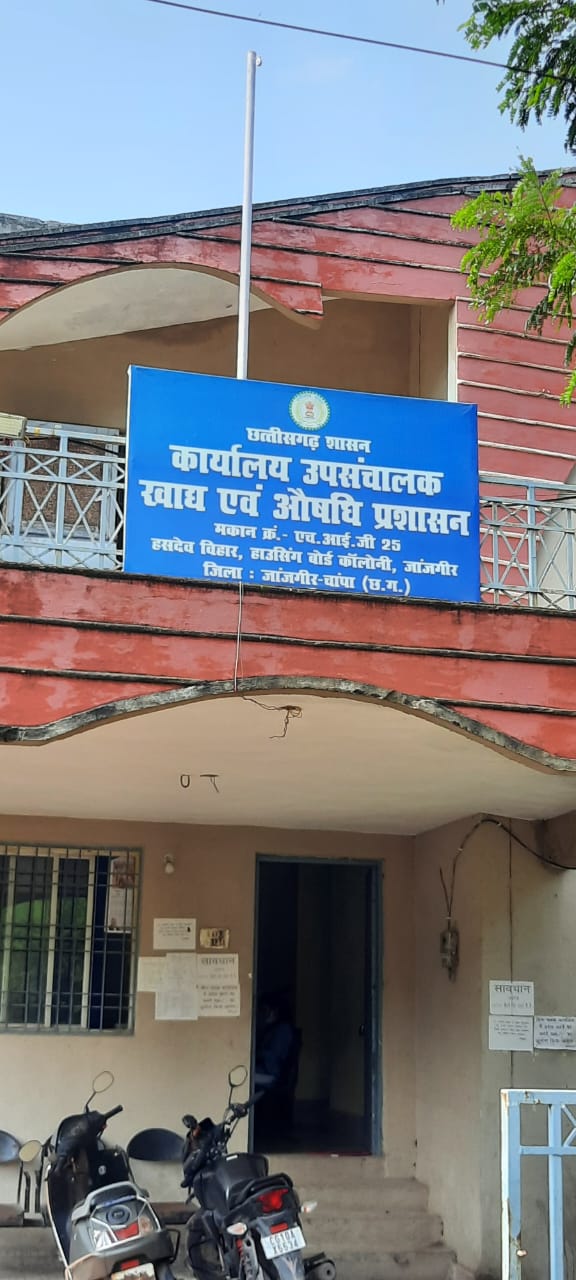 छत्तीसगढ़ शासन
कार्यालय उपसंचालक
खाद्य एवं औषधि प्रशासन
मकान क्रं.- एच.आई.जी 25
हसदेव विहार, हाउसिंग बोर्ड कॉलोनी, जांजगीर
जिला : जांजगीर-चांपा (छ.ग.)
सावधान
सावधान